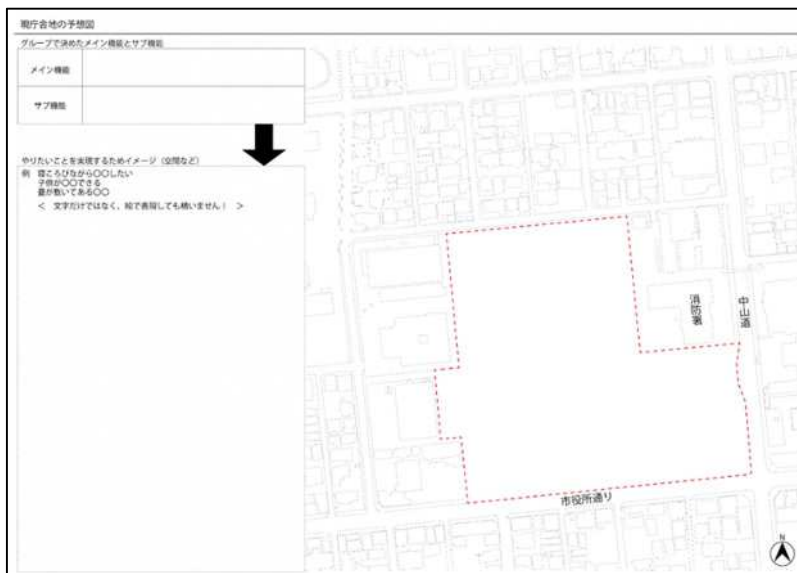 現庁舎地の予想図
グループで決めたメイン機能とサブ機能
メイン機能
サブ機能
やりたいことを実現するためイメージ（空間など）
例　寝ころびながら〇〇したい
子供が〇〇できる
畳が敷いてある〇〇
＜　文字だけではなく、絵で表現しても構いません！　＞
消防署
中山道
市役所通り
N